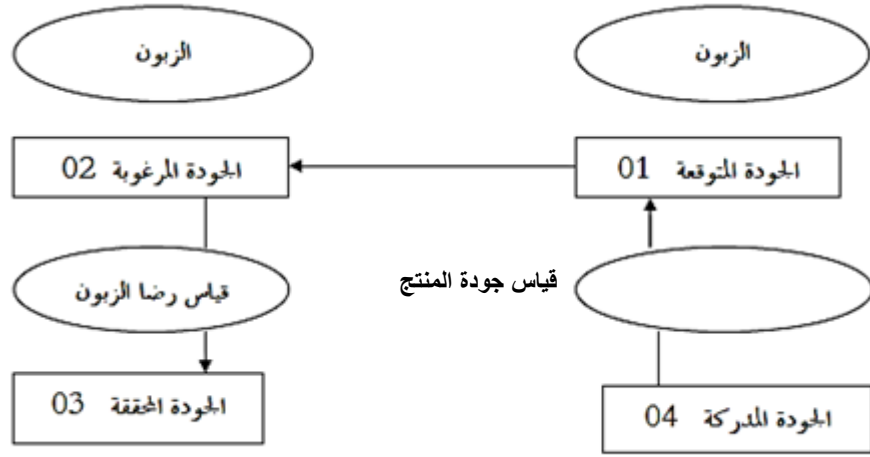 الزبون
الزبون
الجودة المتوقعة 01
الجودة المرغوبة 02
قياس جودة المنتج
قياس رضا الزبون
الجودة المدركة 04
الجودة المحققة 03